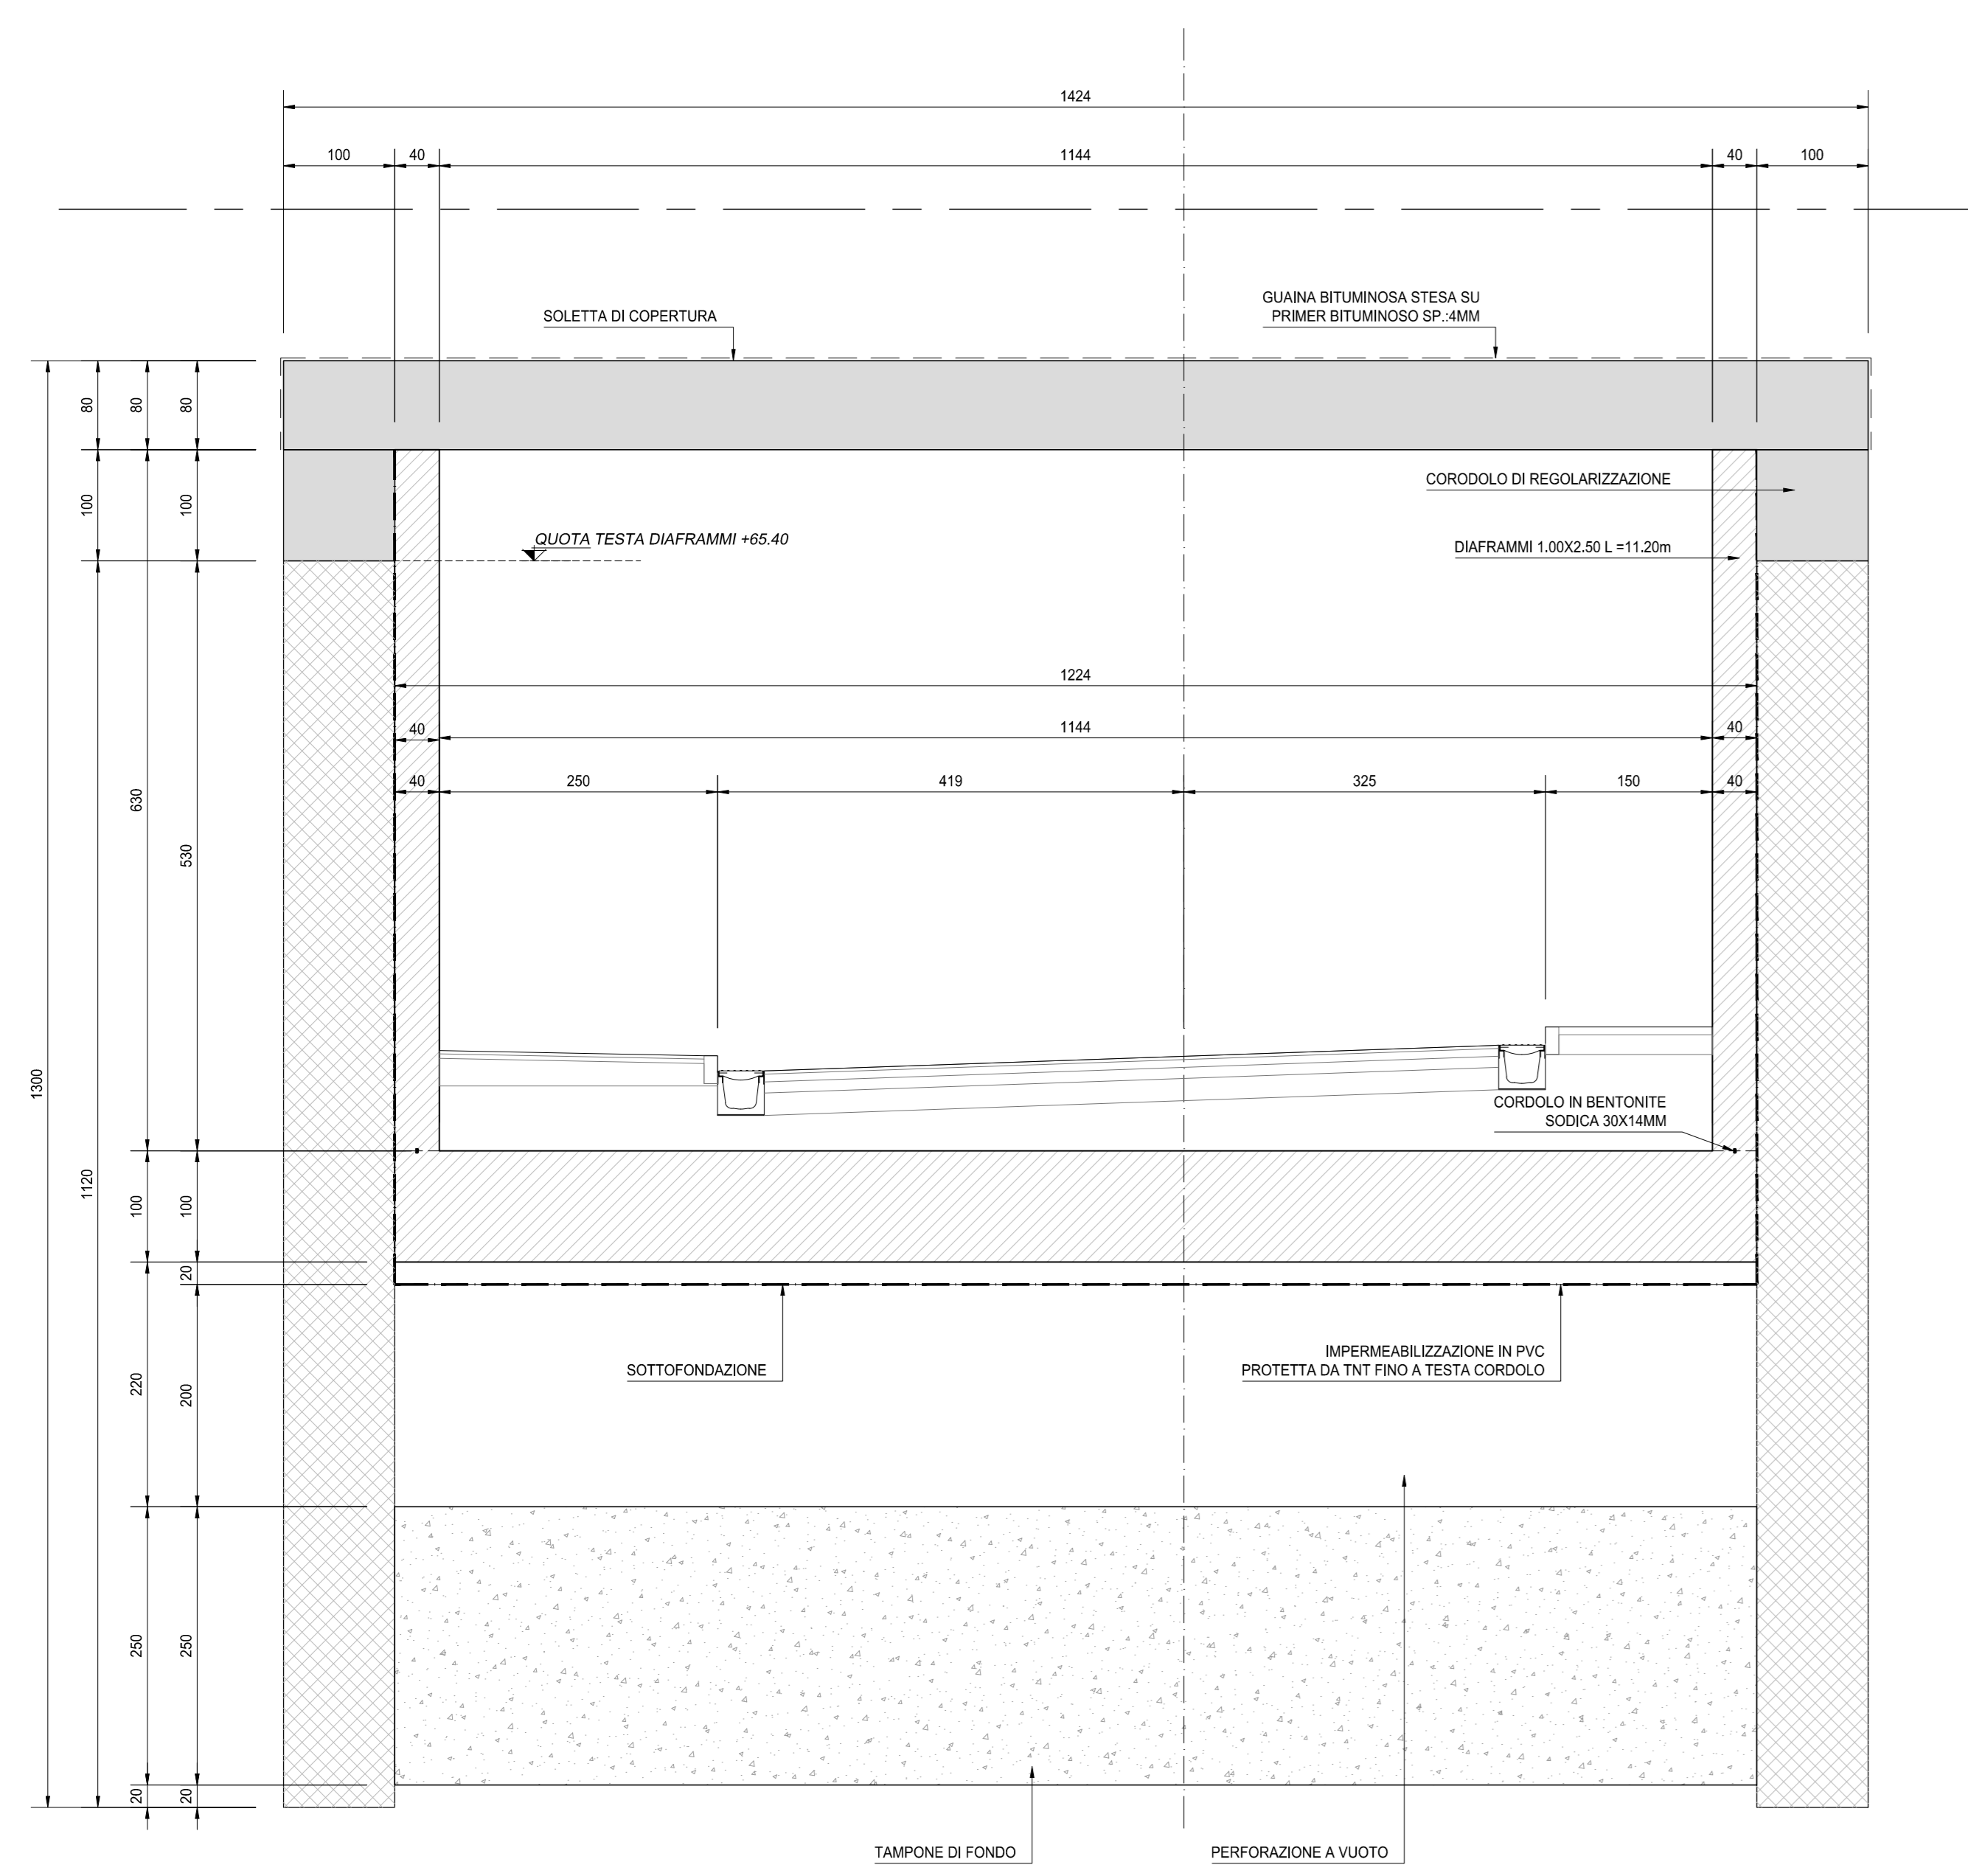 1424
100 40 1144 40 100
GUAINA BITUMINOSA STESA SU
SOLETTA DI COPERTURA
PRIMER BITUMINOSO SP.:4MM
80 80 80
CORODOLO DI REGOLARIZZAZIONE
100 100
QUOTA TESTA DIAFRAMMI +65.40
DIAFRAMMI 1.00X2.50 L =11.20m
1224
40 1144 40
40 250 419 325 150 40
630
530
1300
CORDOLO IN BENTONITE
SODICA 30X14MM
1120
100 100
20
IMPERMEABILIZZAZIONE IN PVC
SOTTOFONDAZIONE
PROTETTA DA TNT FINO A TESTA CORDOLO
220
200
250 250
20 20
TAMPONE DI FONDO
PERFORAZIONE A VUOTO